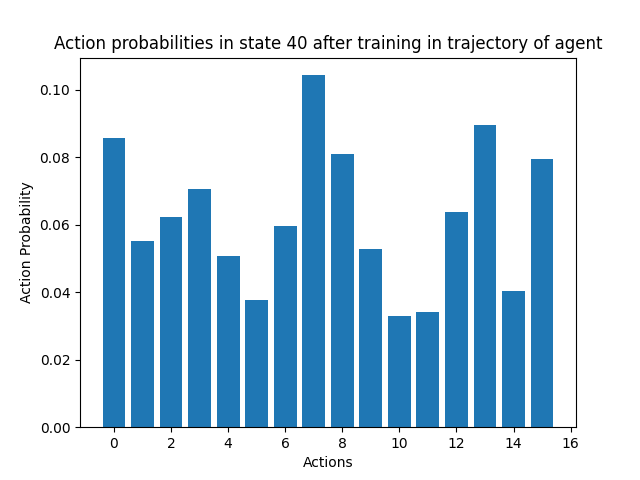 Action probabilities in state 40 after training in trajectory of agent
Action Probability
0.10
0.08
0.06
0.04
0.02
0.00
0 2 4 6 8 10 12 14 16
Actions